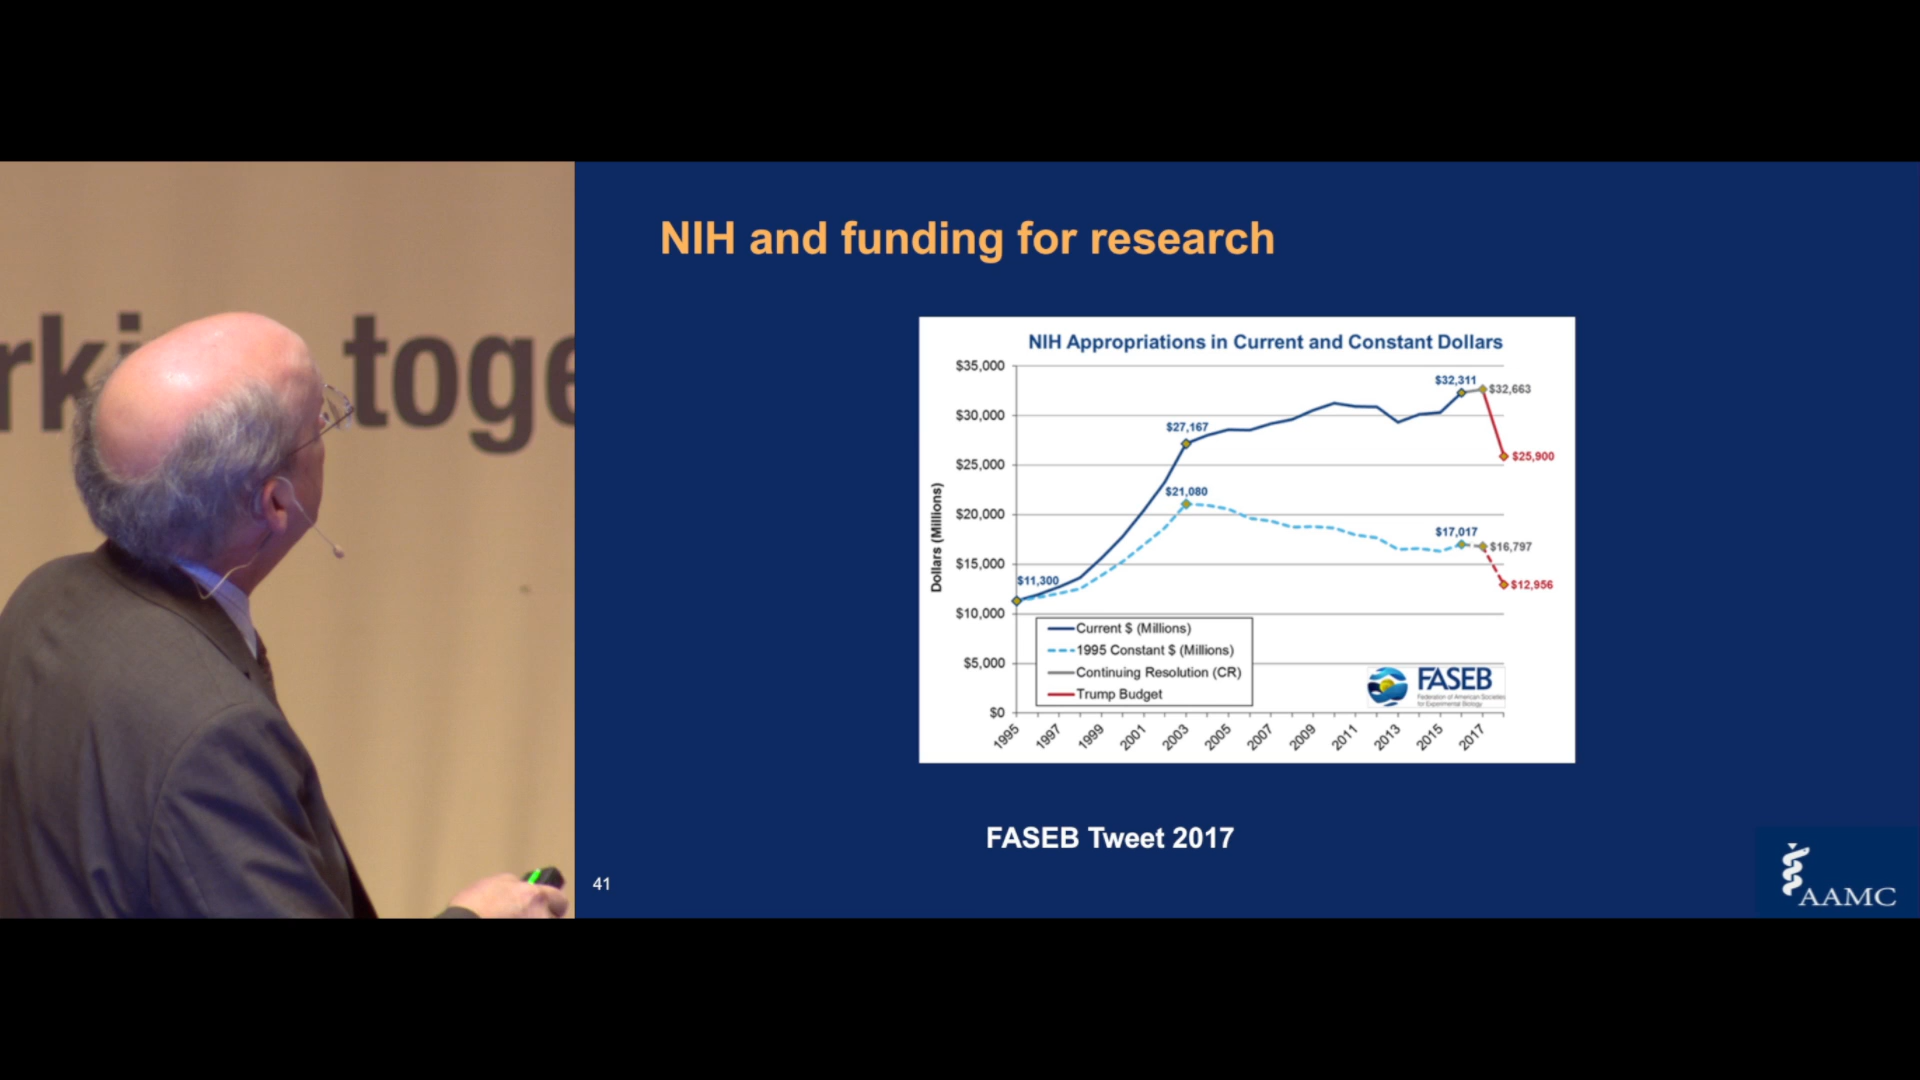 rki toge
NIH and funding for research
NIH Appropriations in Current and Constant Dollars
Dollars (Millions)
$35,000
$30,000
$25,000
$20,000
$15,000
$10,000
$5,000
$0
$11,300
$27,167
$21,080
$32,311
$32,663
$25,900
$17,017
$16,797
$12,956
Current $ (Millions)
1995 Constant $ (Millions)
Continuing Resolution (CR)
Trump Budget
FASEB
Federation of American Societies
for Experimental Biology
1995 1997 1999 2001 2003 2005 2007 2009 2011 2013 2015 2017
FASEB Tweet 2017
41
AAMC